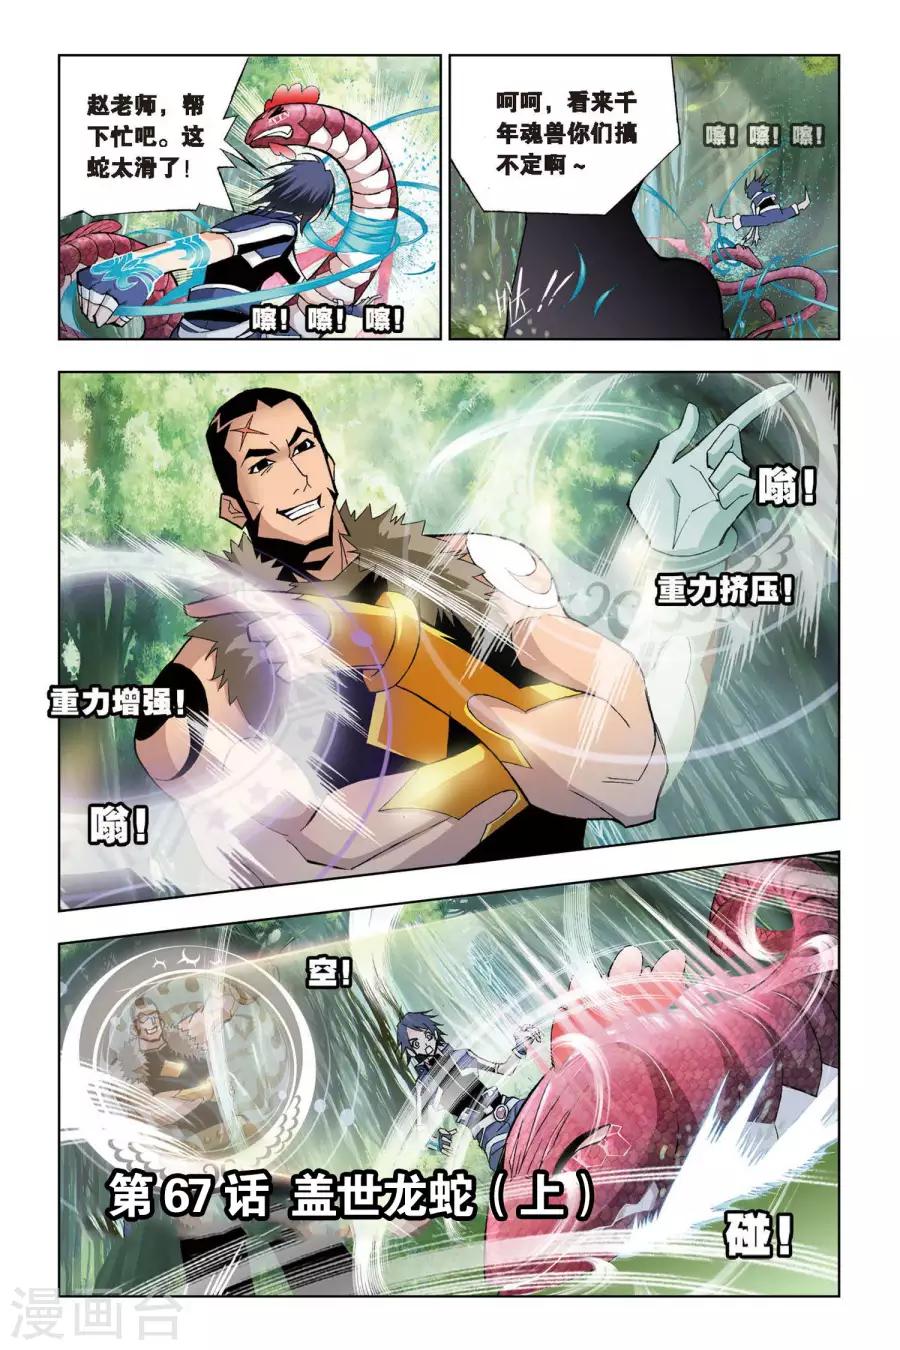 赵老师，帮
下忙吧。这
蛇太滑了！
嚓！嚓！嚓！
呵呵，看来千
年魂兽你们搞
不定啊～
嚓！嚓！嚓！
哒！！
嗡！
重力挤压！
重力增强！
嗡！
空！
第 67 话 盖世龙蛇（上）
碰！
漫画台